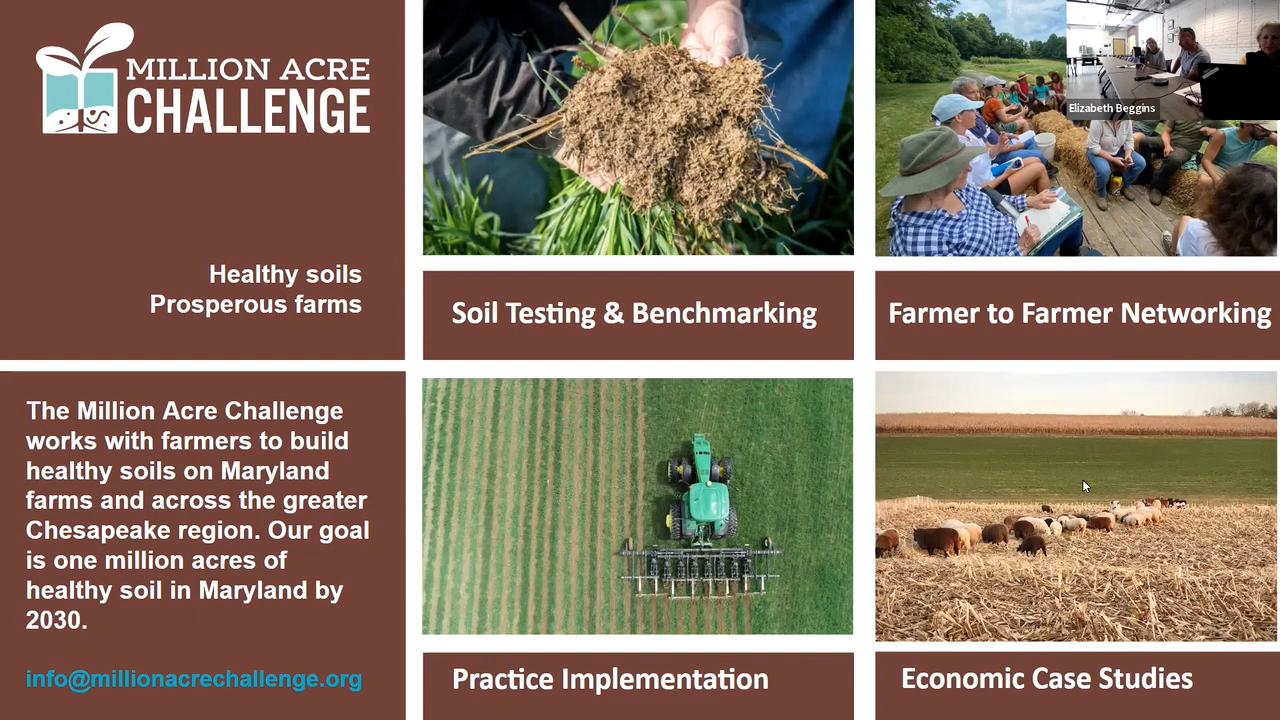 MILLION ACRE
CHALLENGE
Healthy soils
Prosperous farms
The Million Acre Challenge
works with farmers to build
healthy soils on Maryland
farms and across the greater
Chesapeake region. Our goal
is one million acres of
healthy soil in Maryland by
2030.
info@millionacrechallenge.org
Soil Testing & Benchmarking
Farmer to Farmer Networking
Practice Implementation
Economic Case Studies
Elizabeth Beggins